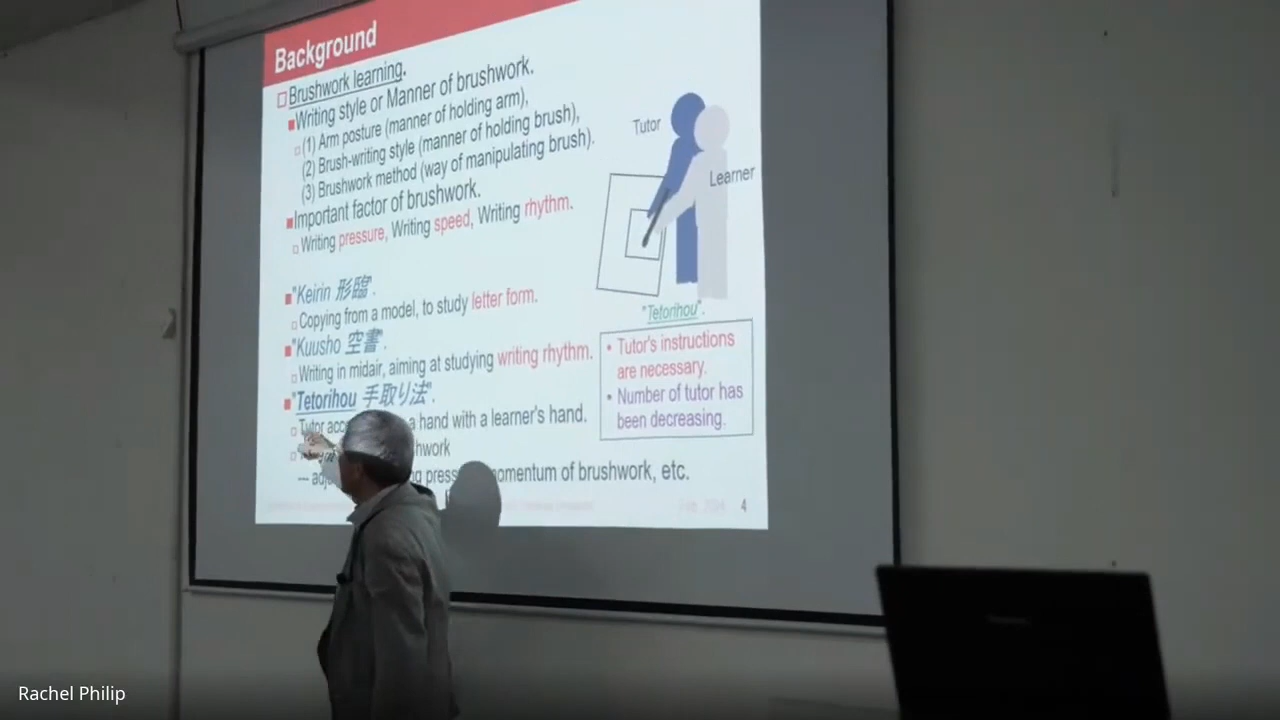 Background
Brushwork learning.
Writing style or Manner of brushwork.
(1) Arm posture (manner of holding arm),
(2) Brush-writing style (manner of holding brush),
(3) Brushwork method (way of manipulating brush).
Important factor of brushwork.
Writing pressure, Writing speed, Writing rhythm.
"Keirin 形臨".
Copying from a model, to study letter form.
"Kuusho 空書".
Writing in midair, aiming at studying writing rhythm.
"Tetorihou 手取り法".
Tutor a hand with a learner's hand.
--- omentum of brushwork, etc.
Tutor
Learner
"Tetorihou".
• Tutor's instructions
are necessary.
• Number of tutor has
been decreasing.
4
Rachel Philip